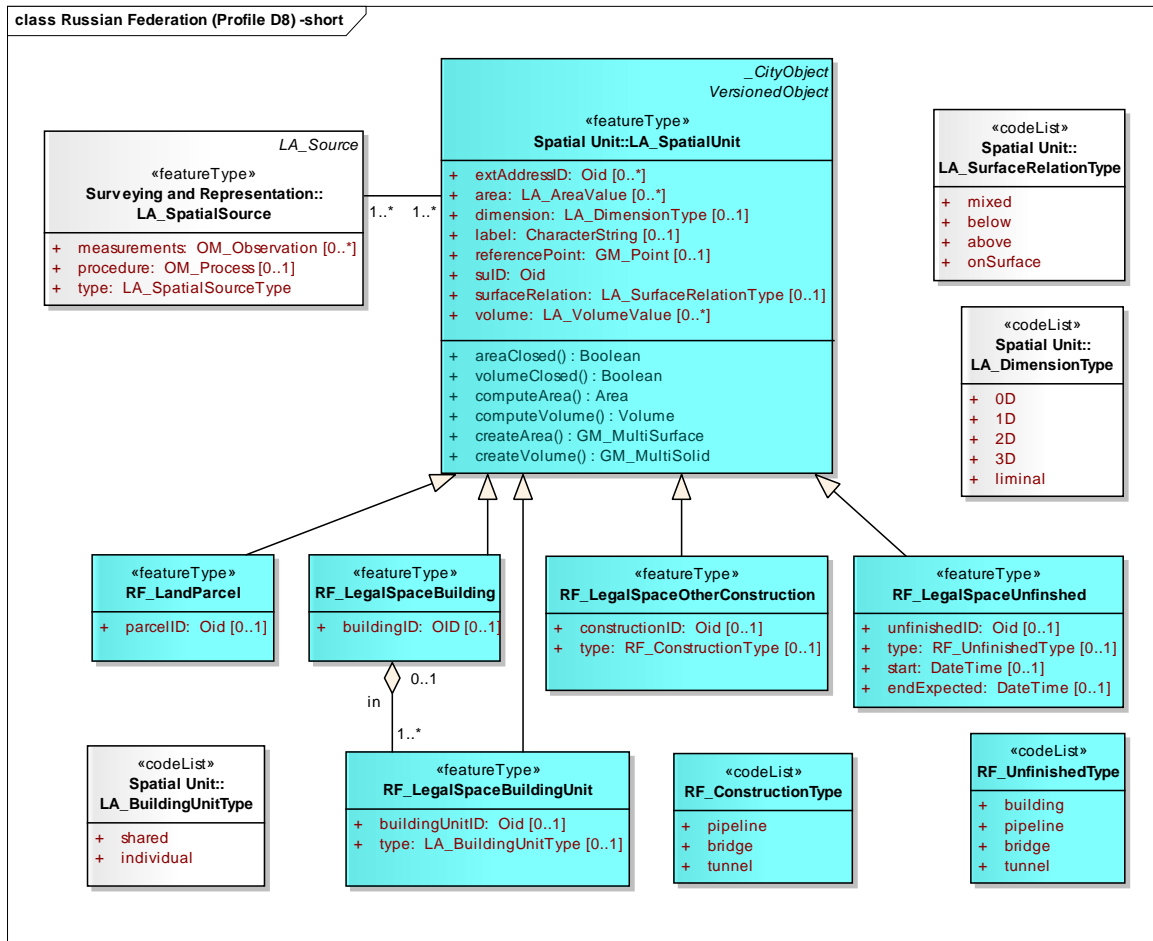 class Russian Federation (Profile D8) -short
_CityObject
VersionedObject
«featureType»
Spatial Unit::LA_SpatialUnit
+ extAddressID: Oid [0..*]
+ area: LA_AreaValue [0..*]
+ dimension: LA_DimensionType [0..1]
+ label: CharacterString [0..1]
+ referencePoint: GM_Point [0..1]
+ suID: Oid
+ surfaceRelation: LA_SurfaceRelationType [0..1]
+ volume: LA_VolumeValue [0..*]
+ areaClosed() : Boolean
+ volumeClosed() : Boolean
+ computeArea() : Area
+ computeVolume() : Volume
+ createArea() : GM_MultiSurface
+ createVolume() : GM_MultiSolid
LA_Source
«featureType»
Surveying and Representation::
LA_SpatialSource
+ measurements: OM_Observation [0..*]
+ procedure: OM_Process [0..1]
+ type: LA_SpatialSourceType
1..* 1..*
«codeList»
Spatial Unit::
LA_SurfaceRelationType
+ mixed
+ below
+ above
+ onSurface
«codeList»
Spatial Unit::
LA_DimensionType
+ 0D
+ 1D
+ 2D
+ 3D
+ liminal
«featureType»
RF_LandParcel
+ parcelID: Oid [0..1]
«featureType»
RF_LegalSpaceBuilding
+ buildingID: OID [0..1]
«featureType»
RF_LegalSpaceOtherConstruction
+ constructionID: Oid [0..1]
+ type: RF_ConstructionType [0..1]
«featureType»
RF_LegalSpaceUnfinshed
+ unfinishedID: Oid [0..1]
+ type: RF_UnfinishedType [0..1]
+ start: DateTime [0..1]
+ endExpected: DateTime [0..1]
0..1
in
1..*
«codeList»
Spatial Unit::
LA_BuildingUnitType
+ shared
+ individual
«featureType»
RF_LegalSpaceBuildingUnit
+ buildingUnitID: Oid [0..1]
+ type: LA_BuildingUnitType [0..1]
«codeList»
RF_ConstructionType
+ pipeline
+ bridge
+ tunnel
«codeList»
RF_UnfinishedType
+ building
+ pipeline
+ bridge
+ tunnel